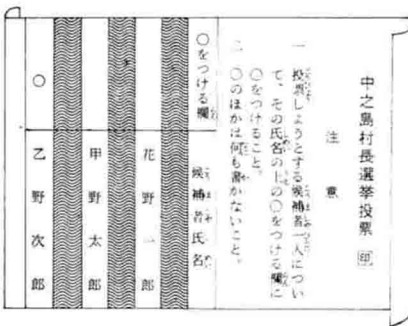 中之島村長選挙投票 印
注意
一 投票しようとする候補者一人につい
て、その氏名の上の○をつける欄に
○をつけること。
二 ○のほかは何も書かないこと。
○をつける欄
候補者氏名
花野一郎
甲野太郎
○ 乙野次郎